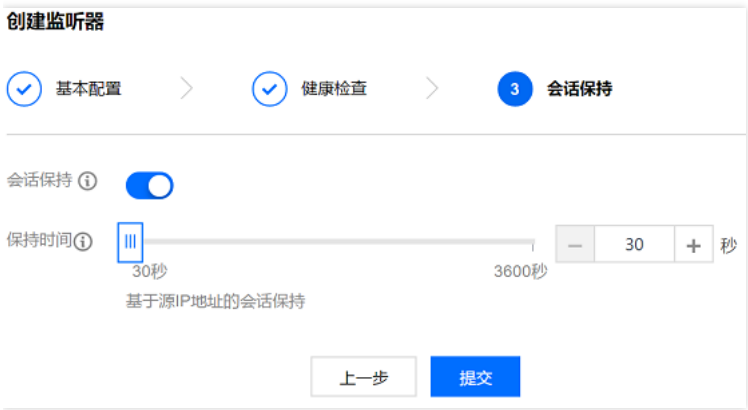 创建监听器
基本配置 健康检查 3 会话保持
会话保持
保持时间 30 秒
30秒 3600秒
基于源IP地址的会话保持
上一步 提交